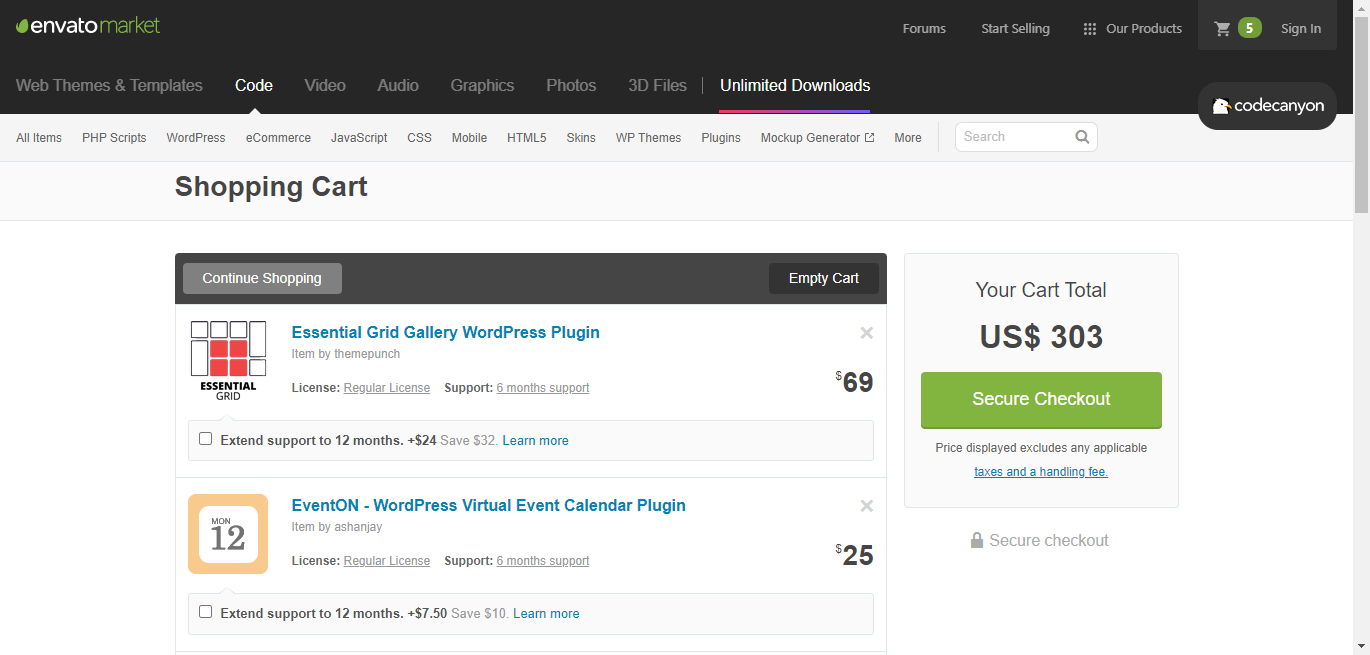 envatomarket
Forums Start Selling Our Products 5 Sign In
Web Themes & Templates Code Video Audio Graphics Photos 3D Files Unlimited Downloads
codecanyon
All Items PHP Scripts WordPress eCommerce JavaScript CSS Mobile HTML5 Skins WP Themes Plugins Mockup Generator More Search
Shopping Cart
Continue Shopping Empty Cart
Essential Grid Gallery WordPress Plugin
Item by themepunch
License: Regular License Support: 6 months support
$69
ESSENTIAL
GRID
Extend support to 12 months. +$24 Save $32. Learn more
EventON - WordPress Virtual Event Calendar Plugin
Item by ashanjay
License: Regular License Support: 6 months support
$25
MON
12
Extend support to 12 months. +$7.50 Save $10. Learn more
Your Cart Total
US$ 303
Secure Checkout
Price displayed excludes any applicable
taxes and a handling fee.
Secure checkout